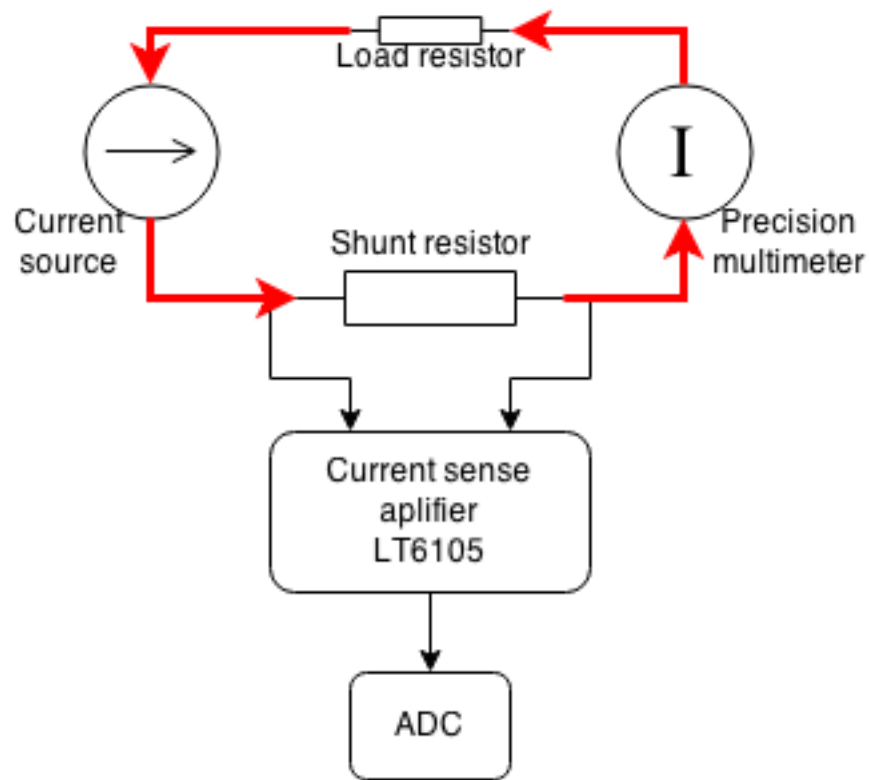 Load resistor
I
Current
source
Shunt resistor
Precision
multimeter
Current sense
aplifier
LT6105
ADC